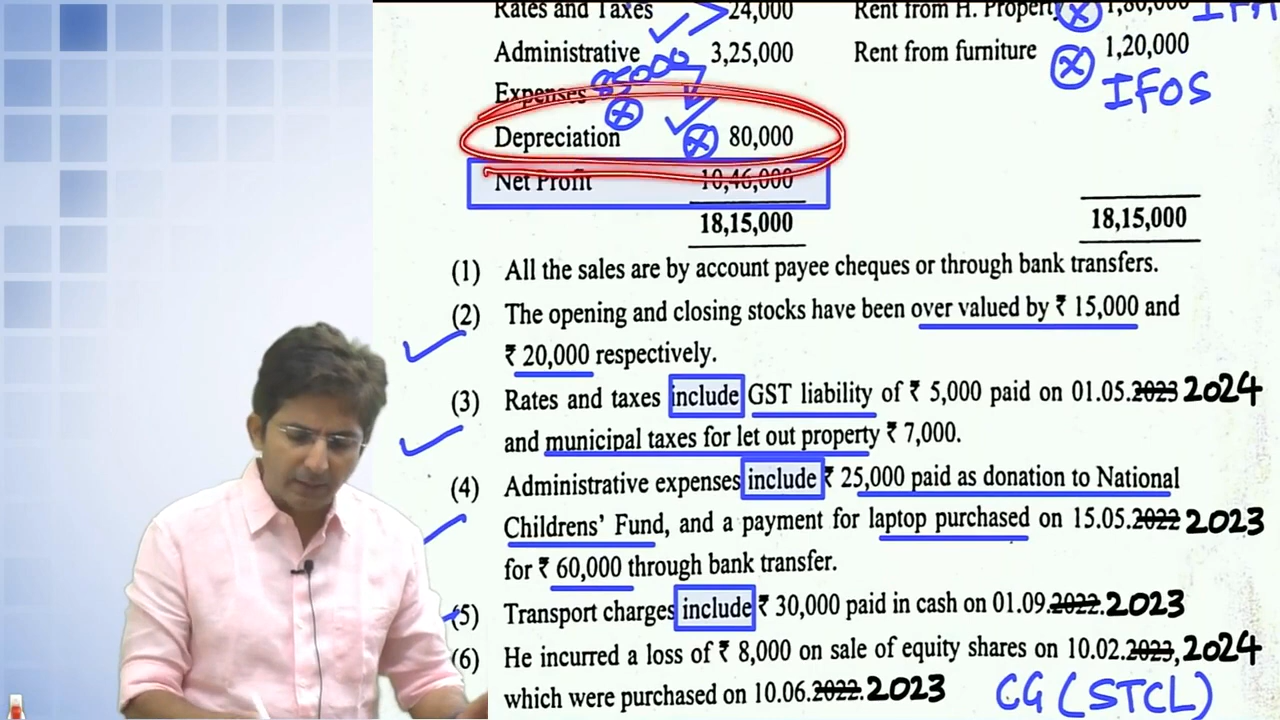 Rates and Taxes 24,000 Rent from H. Property 1,80,000 IFH
Administrative 3,25,000 Rent from furniture 1,20,000
Expenses 85000 IFOS
Depreciation 80,000
Net Profit 10,46,000
18,15,000 18,15,000
(1) All the sales are by account payee cheques or through bank transfers.
(2) The opening and closing stocks have been over valued by ₹ 15,000 and
₹ 20,000 respectively.
(3) Rates and taxes include GST liability of ₹ 5,000 paid on 01.05.2023 2024
and municipal taxes for let out property ₹ 7,000.
(4) Administrative expenses include ₹ 25,000 paid as donation to National
Childrens' Fund, and a payment for laptop purchased on 15.05.2022 2023
for ₹ 60,000 through bank transfer.
(5) Transport charges include ₹ 30,000 paid in cash on 01.09.2022.2023
(6) He incurred a loss of ₹ 8,000 on sale of equity shares on 10.02.2023, 2024
which were purchased on 10.06.2022.2023 CG (STCL)